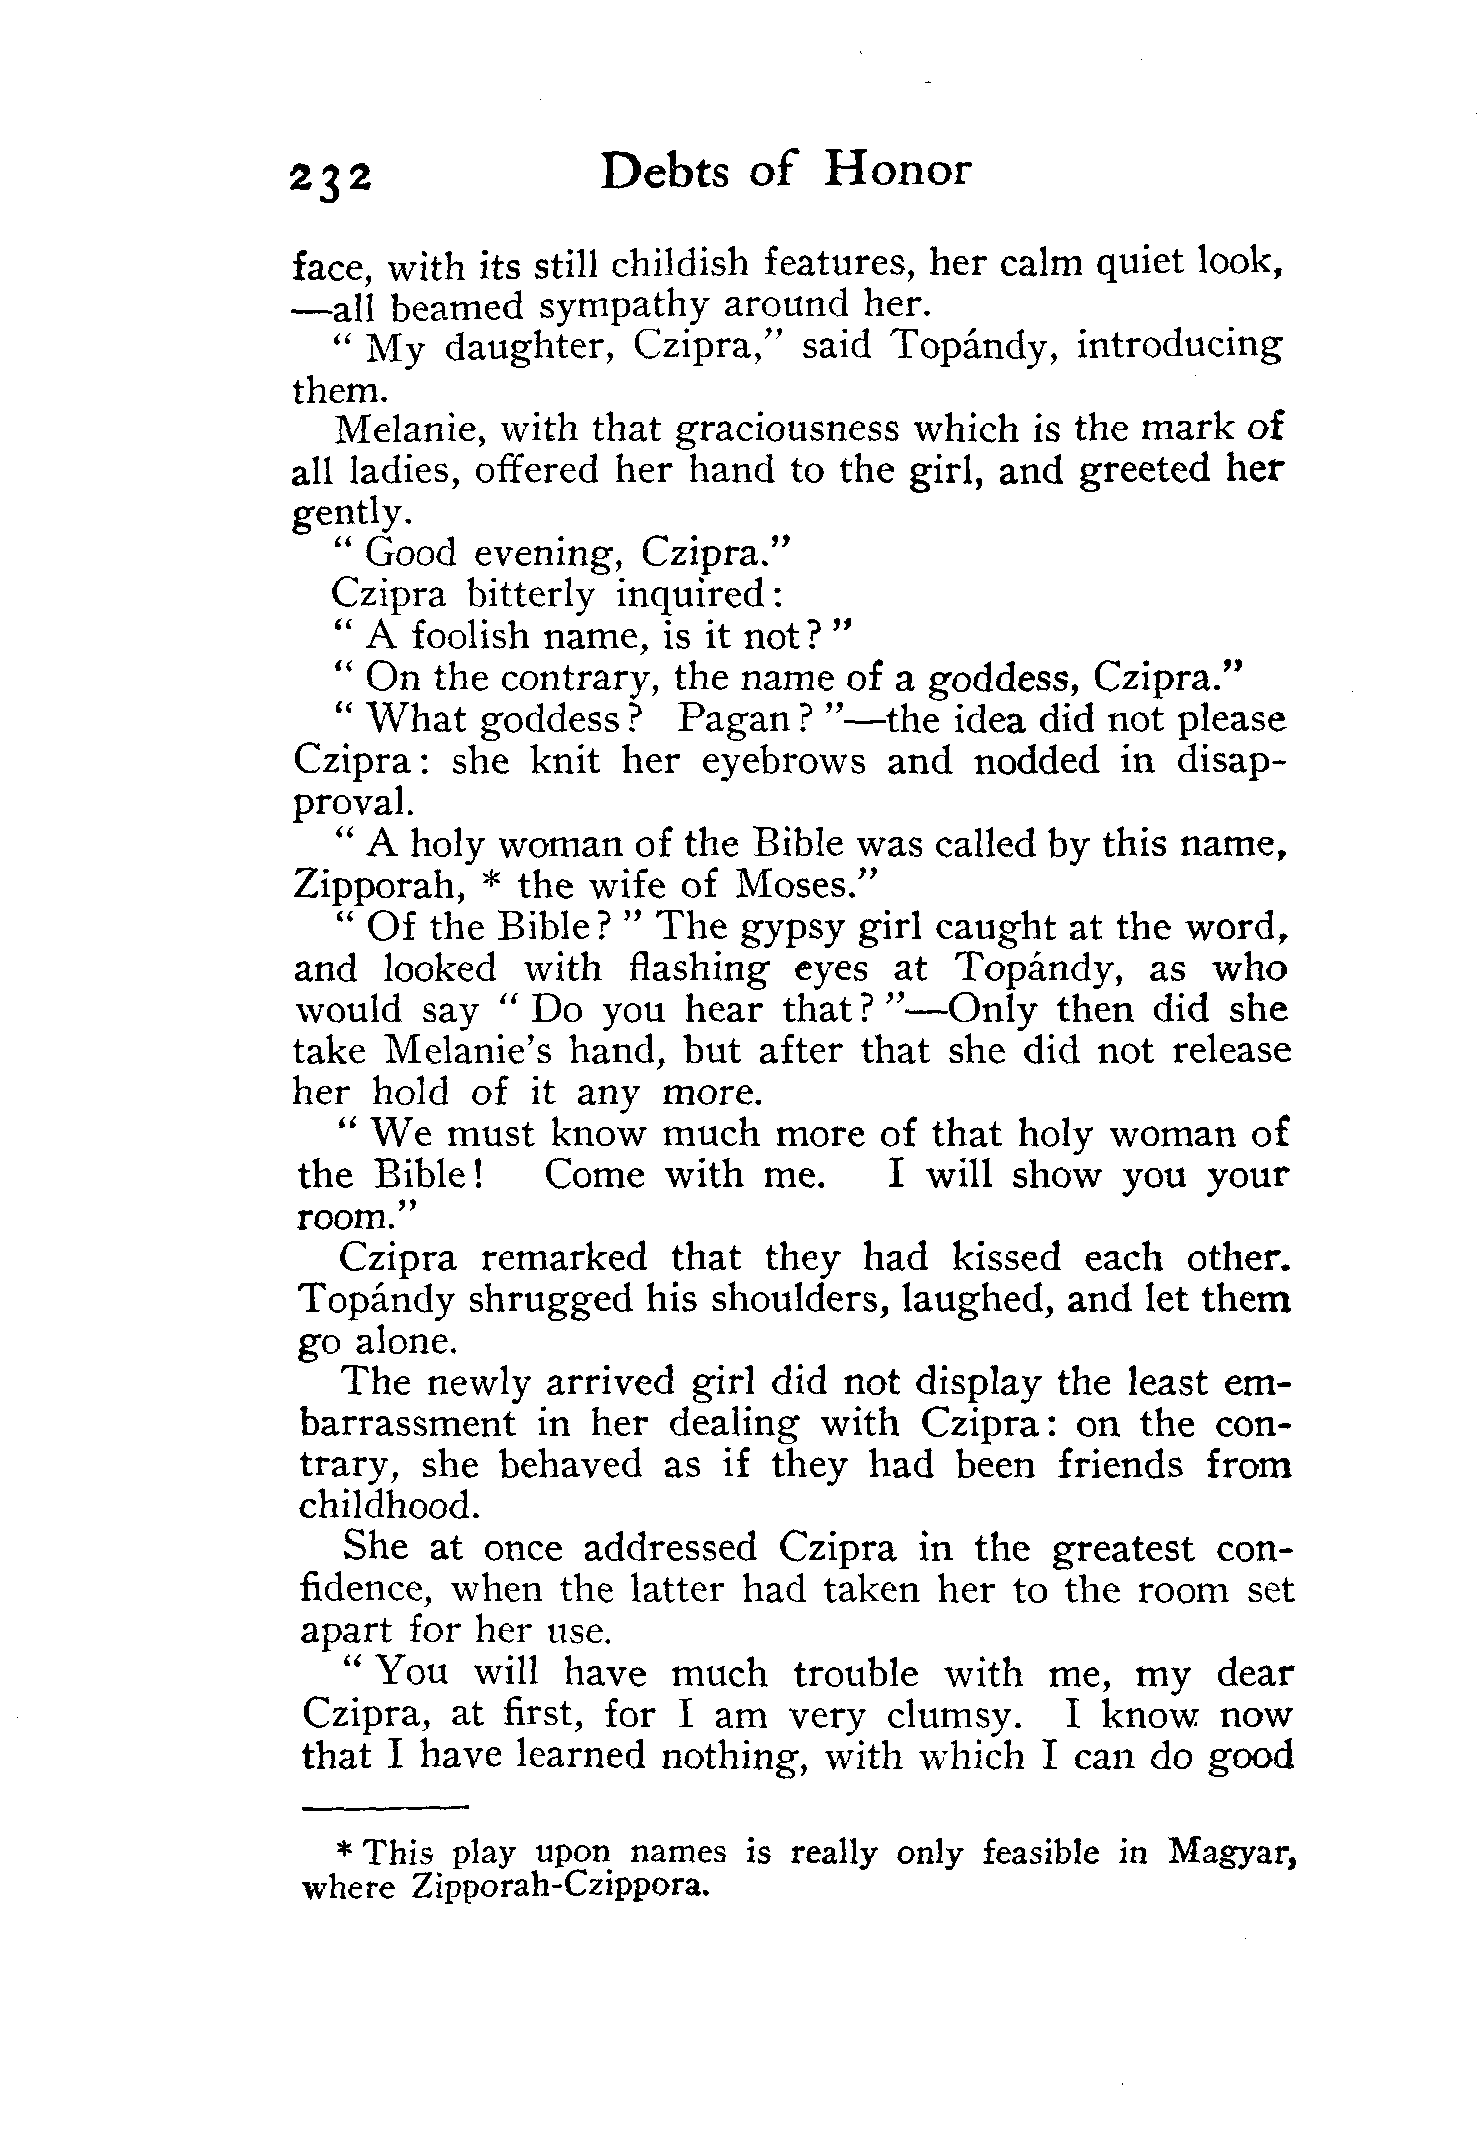 232 Debts of Honor
face, with its still childish features, her calm quiet look,
—all beamed sympathy around her.
" My daughter, Czipra," said Topándy, introducing
them.
Melanie, with that graciousness which is the mark of
all ladies, offered her hand to the girl, and greeted her
gently.
" Good evening, Czipra."
Czipra bitterly inquired:
" A foolish name, is it not? "
" On the contrary, the name of a goddess, Czipra."
" What goddess? Pagan? "—the idea did not please
Czipra: she knit her eyebrows and nodded in disap-
proval.
" A holy woman of the Bible was called by this name,
Zipporah, * the wife of Moses."
" Of the Bible? " The gypsy girl caught at the word,
and looked with flashing eyes at Topándy, as who
would say " Do you hear that? "—Only then did she
take Melanie's hand, but after that she did not release
her hold of it any more.
" We must know much more of that holy woman of
the Bible! Come with me. I will show you your
room."
Czipra remarked that they had kissed each other.
Topándy shrugged his shoulders, laughed, and let them
go alone.
The newly arrived girl did not display the least em-
barrassment in her dealing with Czipra: on the con-
trary, she behaved as if they had been friends from
childhood.
She at once addressed Czipra in the greatest con-
fidence, when the latter had taken her to the room set
apart for her use.
" You will have much trouble with me, my dear
Czipra, at first, for I am very clumsy. I know now
that I have learned nothing, with which I can do good
* This play upon names is really only feasible in Magyar,
where Zipporah-Czippora.